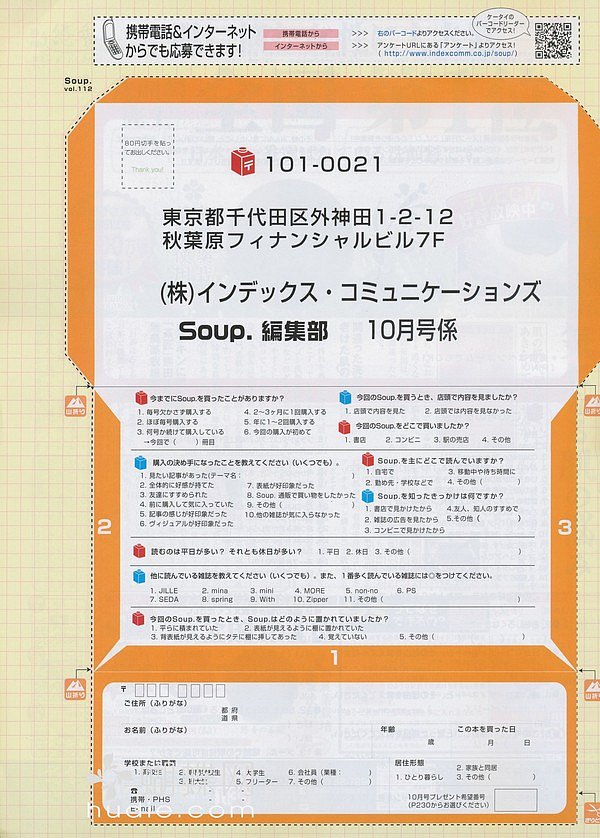 携帯電話&インターネット
からでも応募できます!
携帯電話から >>> 右のバーコードよりアクセスください。
インターネットから >>> アンケートURLにある「アンケート」よりアクセス!
( http://www.indexcomm.co.jp/soup/)
ケータイの
バーコードリーダー
でアクセス!
Soup.
vol.112
80円切手を貼っ
てお出しください。
Thank you!
〒 101-0021
東京都千代田区外神田1-2-12
秋葉原フィナンシャルビル7F
(株)インデックス・コミュニケーションズ
Soup. 編集部 10月号係
山折り
山折り
今までにSoup.を買ったことがありますか?
1. 毎号欠かさず購入する 4. 2〜3ヶ月に1回購入する
2. ほぼ毎号購入する 5. 年に1〜2回購入する
3. 何号か続けて購入している 6. 今回の購入が初めて
→今回で( )冊目
今回のSoup.を買うとき、店頭で内容を見ましたか?
1. 店頭で内容を見た 2. 店頭では内容を見なかった
今回のSoup.をどこで買いましたか?
1. 書店 2. コンビニ 3. 駅の売店 4. その他
購入の決め手になったことを教えてください(いくつでも)。
1. 見たい記事があった(テーマ名: )
2. 全体的に好感が持てた 7. 表紙が好印象だった
3. 友達にすすめられた 8. Soup. 通販で買い物をしたかった
4. 前に購入して気に入っていた 9. その他( )
5. 記事の感じが好印象だった 10.他の雑誌が気に入らなかった
6. ヴィジュアルが好印象だった
Soup.を主にどこで読んでいますか?
1. 自宅で 3. 移動中や待ち時間に
2. 勤め先・学校などで 4. その他( )
Soup.を知ったきっかけは何ですか?
1. 書店で見かけたから 4.友人、知人のすすめで
2. 雑誌の広告を見たから 5.その他( )
3. コンビニで見かけたから
2
3
読むのは平日が多い? それとも休日が多い? 1. 平日 2. 休日 3. その他( )
他に読んでいる雑誌を教えてください(いくつでも)。また、1番多く読んでいる雑誌には◎をつけてください。
1. JILLE 2. mina 3. mini 4. MORE 5. non-no 6. PS
7. SEDA 8. spring 9. With 10. Zipper 11. その他( )
今回のSoup.を買ったとき、Soup.はどのように置かれていましたか?
1. 平らに積まれていた 2. 表紙が見えるように棚に置かれていた
3. 背表紙が見えるようにタテに棚に挿してあった 4. 覚えていない 5. その他( )
1
山折り
山折り
〒
ご住所(ふりがな)
都 府
道 県
お名前(ふりがな) 年齢 この本を買った日
歳 月 日
学校または職業 居住形態
1. 高校生 2. 専門学校生 4. 大学生 6. 会社員(業種: )
5. フリーター 7. その他( )
1. ひとり暮らし 2. 家族と同居
3. その他( )
☎
携帯・PHS
E-mail
10月号プレゼント希望番号
(P230からお選びください)
きりとり